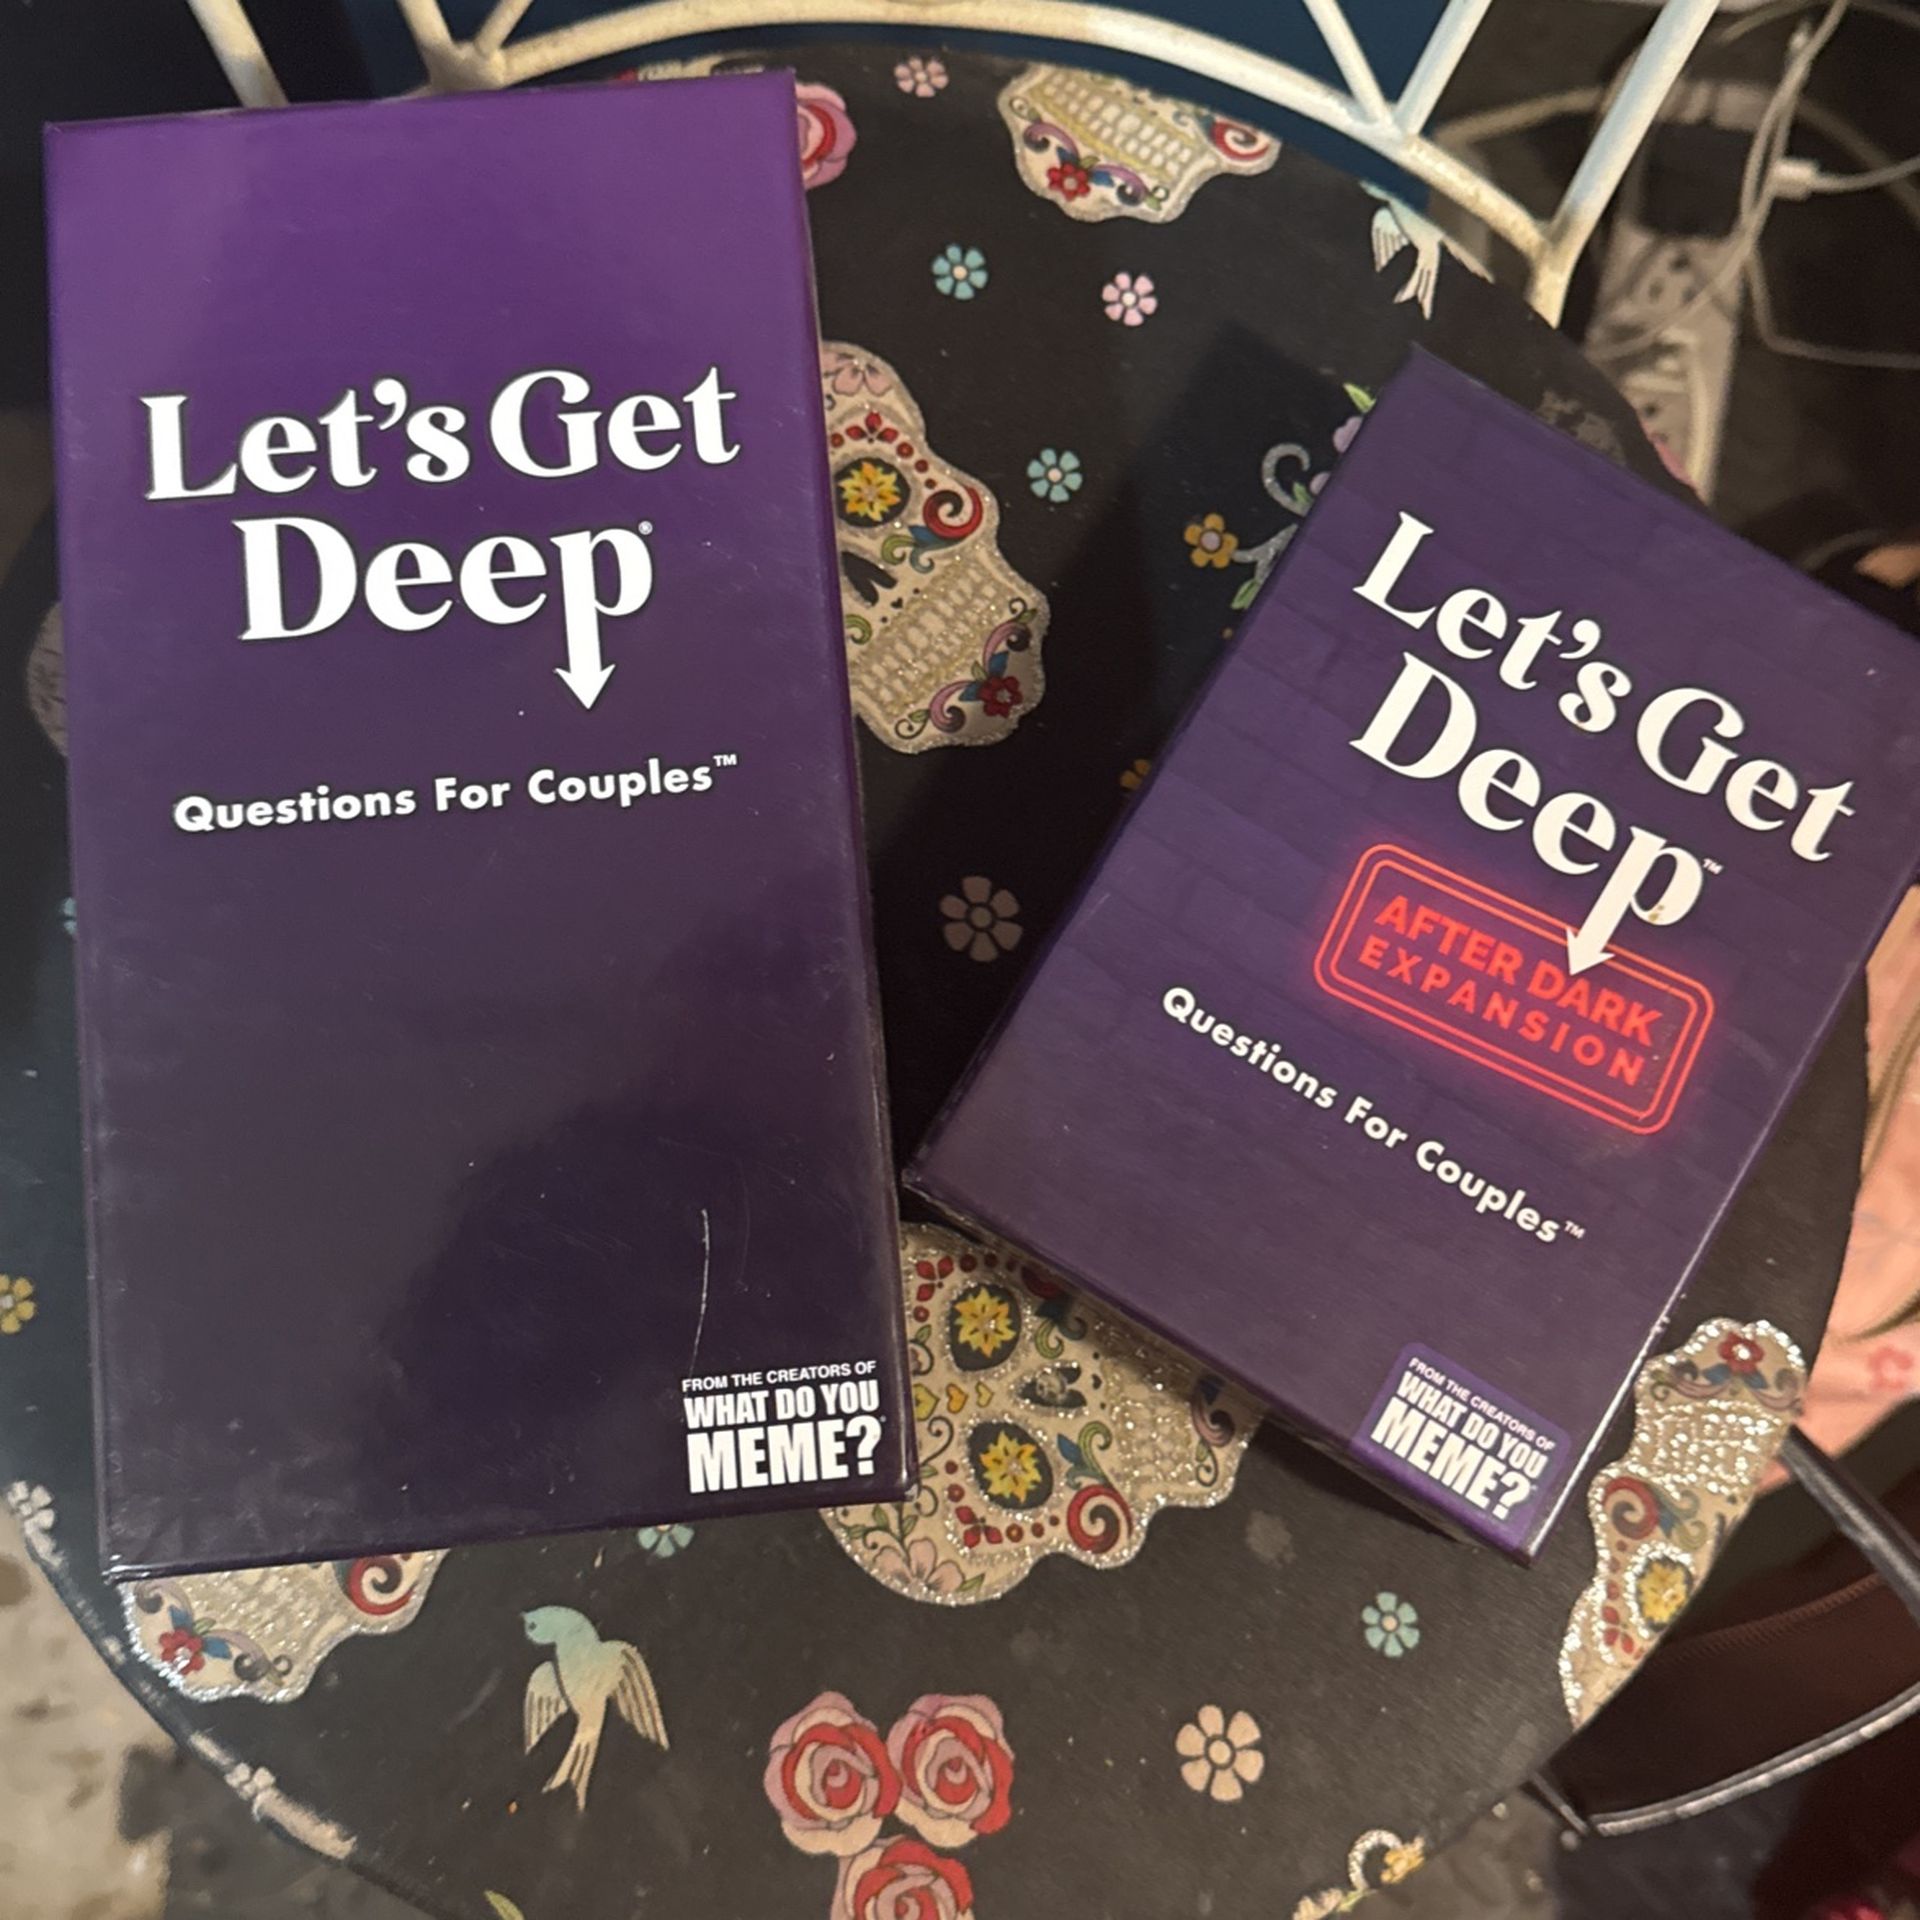 Let's Get
Deep®
Questions For Couples™
FROM THE CREATORS OF
WHAT DO YOU
MEME?®
Let's Get
Deep™
AFTER DARK
EXPANSION
Questions For Couples™
FROM THE CREATORS OF
WHAT DO YOU
MEME?